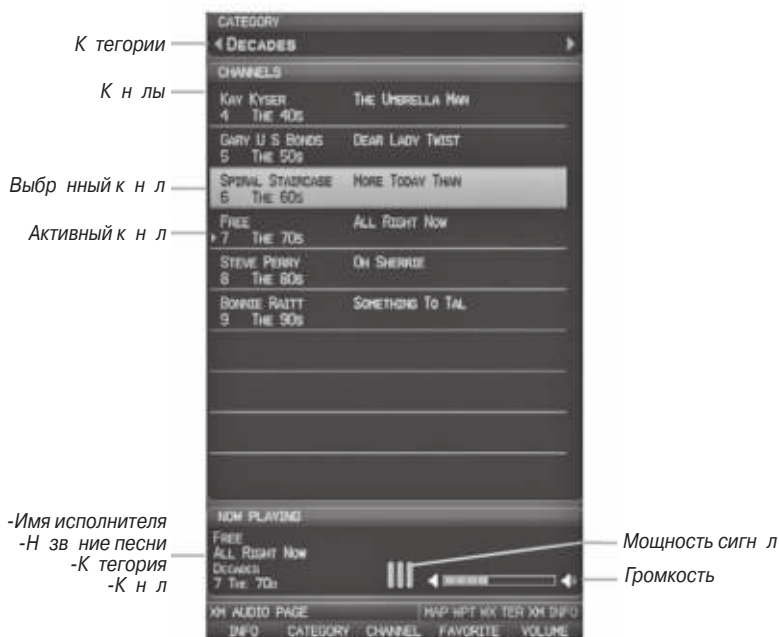 CATEGORY
DECADES
CHANNELS
KAY KYSER THE UMBRELLA MAN
4 THE 40S
GARY U S BONDS DEAR LADY TWIST
5 THE 50S
SPIRAL STAIRCASE MORE TODAY THAN
6 THE 60S
FREE ALL RIGHT NOW
7 THE 70S
STEVE PERRY OH SHERRIE
8 THE 80S
BONNIE RAITT SOMETHING TO TAL
9 THE 90S
NOW PLAYING
FREE
ALL RIGHT NOW
DECADES
7 THE 70S
XM AUDIO PAGE MAP WPT WX TER XM INFO
INFO CATEGORY CHANNEL FAVORITE VOLUME
К тегории
К н лы
Выбр нный к н л
Активный к н л
-Имя исполнителя
-Н зв ние песни
-К тегория
-К н л
Мощность сигн л
Громкость